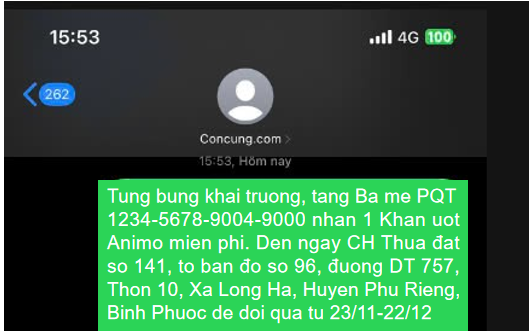 15:53
4G 100
262
Concung.com
15:53, Hôm nay
Tung bung khai truong, tang Ba me PQT
1234-5678-9004-9000 nhan 1 Khan uot
Animo mien phi. Den ngay CH Thua đat
so 141, to ban đo so 96, đuong DT 757,
Thon 10, Xa Long Ha, Huyen Phu Rieng,
Binh Phuoc de doi qua tu 23/11-22/12